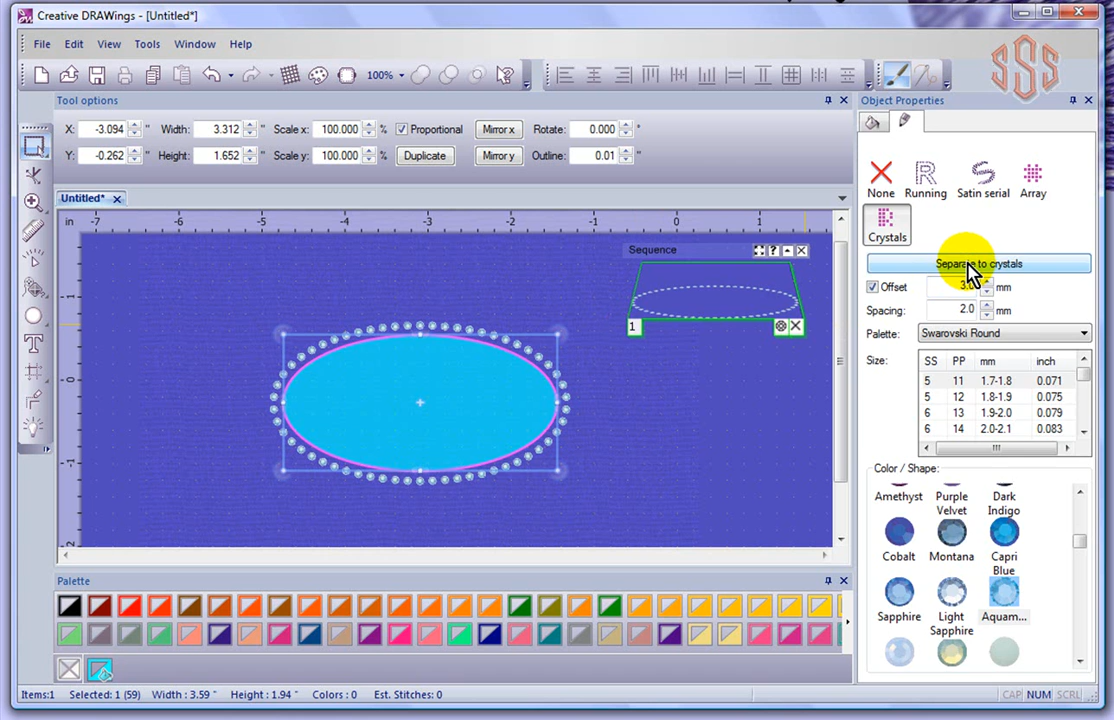 Creative DRAWings - [Untitled*]
File Edit View Tools Window Help
100%
SSS
Tool options
X: -3.094 " Width: 3.312 " Scale x: 100.000 % Proportional Mirror x Rotate: 0.000 °
Y: -0.262 " Height: 1.652 " Scale y: 100.000 % Duplicate Mirror y Outline: 0.01 "
Untitled*
in -7 -6 -5 -4 -3 -2 -1 0 1
1
0
-1
-2
Sequence
1
Object Properties
None Running Satin serial Array
Crystals
Separate to crystals
Offset 3.0 mm
Spacing: 2.0 mm
Palette: Swarovski Round
Size: SS PP mm inch
5 11 1.7-1.8 0.071
5 12 1.8-1.9 0.075
6 13 1.9-2.0 0.079
6 14 2.0-2.1 0.083
Color / Shape:
Amethyst Purple Velvet Dark Indigo
Cobalt Montana Capri Blue
Sapphire Light Sapphire Aquam...
Palette
Items:1 Selected: 1 (59) Width : 3.59 " Height : 1.94 " Colors : 0 Est. Stitches: 0 CAP NUM SCRL